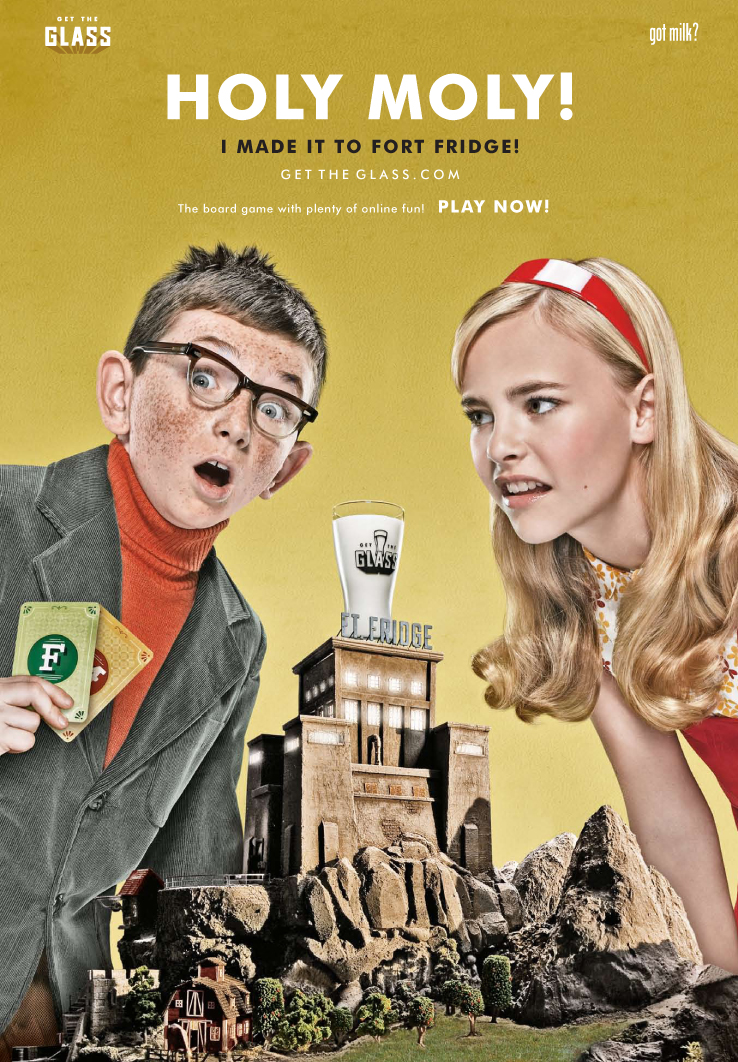 GET THE
GLASS
got milk?
HOLY MOLY!
I MADE IT TO FORT FRIDGE!
GETTHEGLASS.COM
The board game with plenty of online fun! PLAY NOW!
GET THE
GLASS
FT. FRIDGE
F